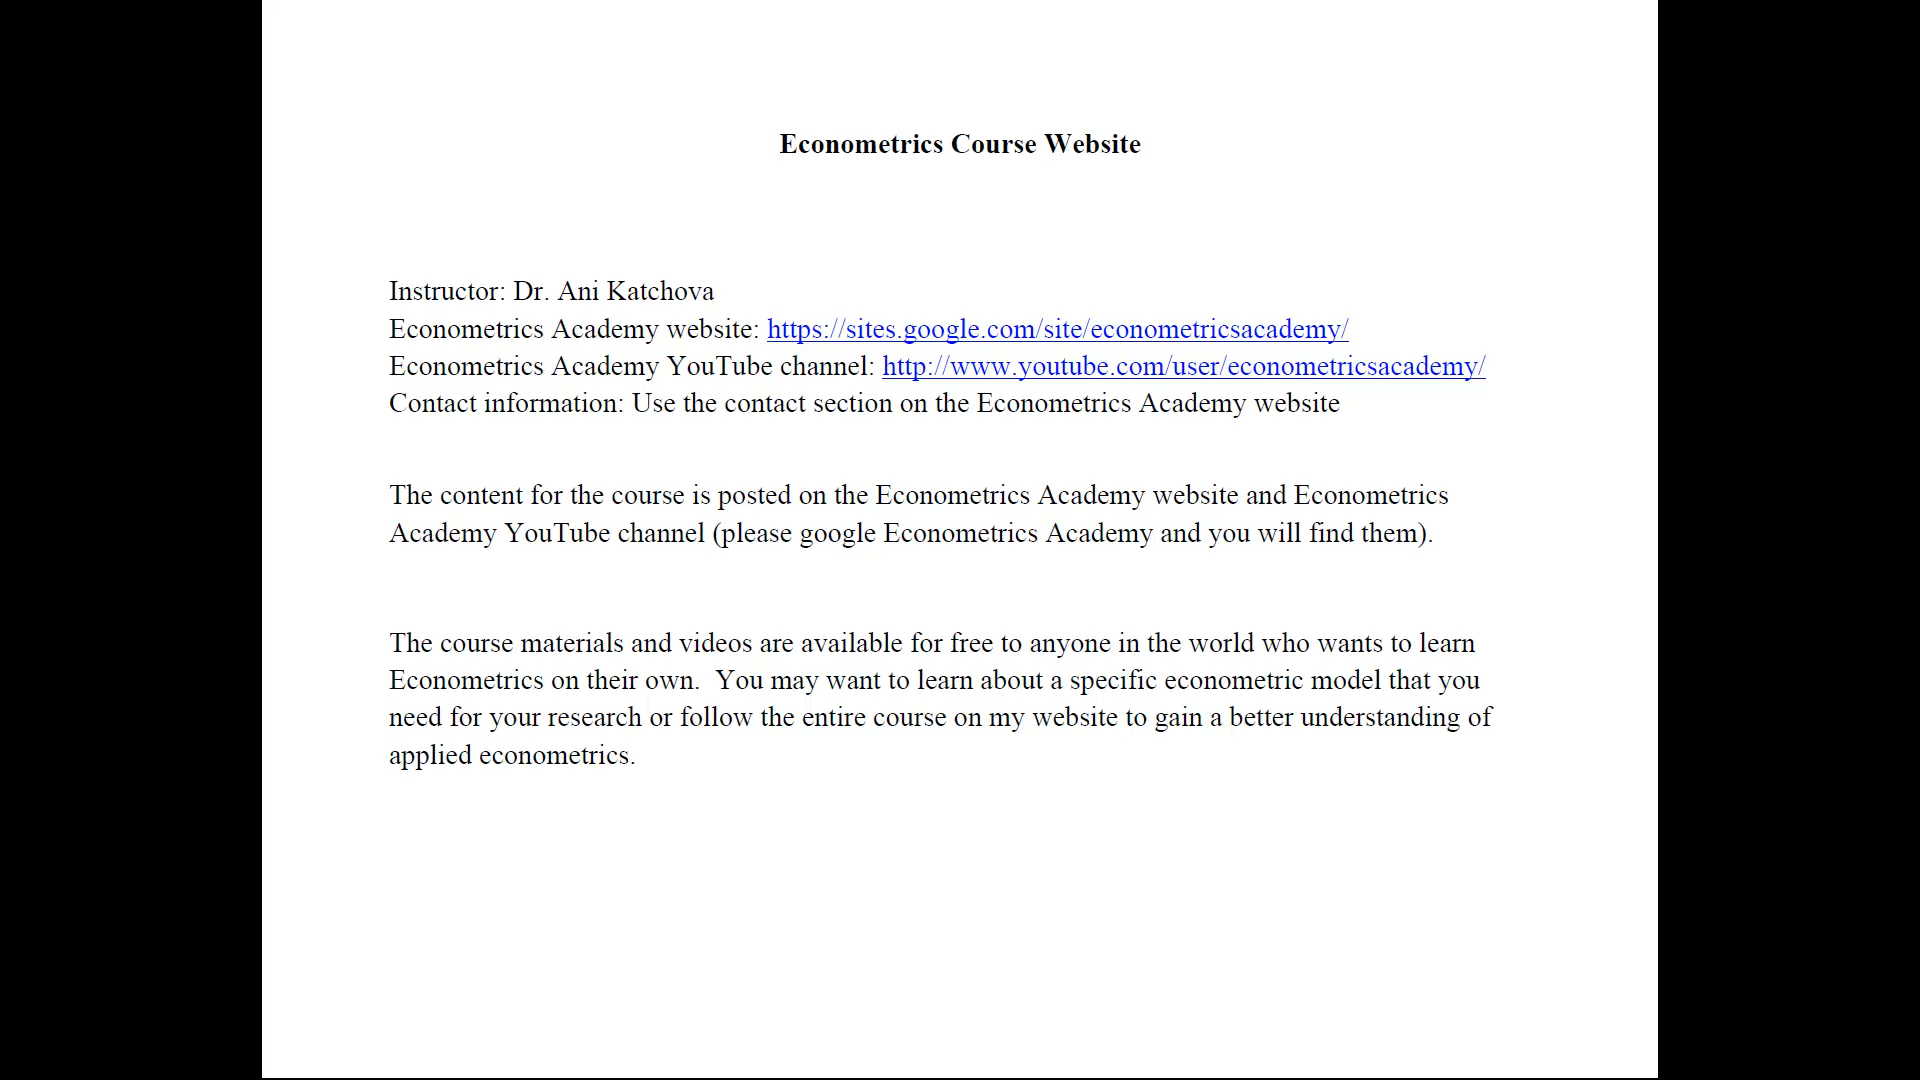 Econometrics Course Website
Instructor: Dr. Ani Katchova
Econometrics Academy website: https://sites.google.com/site/econometricsacademy/
Econometrics Academy YouTube channel: http://www.youtube.com/user/econometricsacademy/
Contact information: Use the contact section on the Econometrics Academy website
The content for the course is posted on the Econometrics Academy website and Econometrics
Academy YouTube channel (please google Econometrics Academy and you will find them).
The course materials and videos are available for free to anyone in the world who wants to learn
Econometrics on their own.  You may want to learn about a specific econometric model that you
need for your research or follow the entire course on my website to gain a better understanding of
applied econometrics.